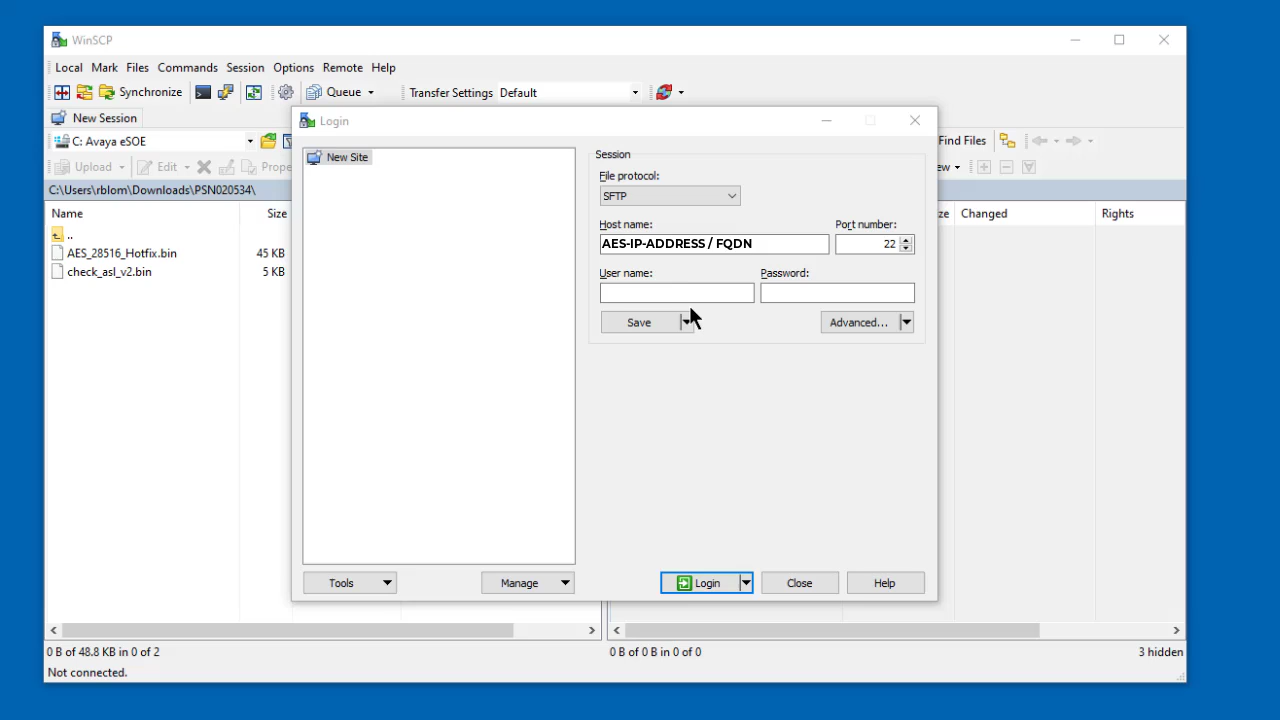 WinSCP
Local Mark Files Commands Session Options Remote Help
Synchronize Queue Transfer Settings Default
New Session
C: Avaya eSOE
Find Files
Upload Edit Prope
ew
C:\Users\rblom\Downloads\PSN020534\
Name Size
ze Changed Rights
..
AES_28516_Hotfix.bin 45 KB
check_asl_v2.bin 5 KB
Login
New Site
Session
File protocol:
SFTP
Host name: Port number:
AES-IP-ADDRESS / FQDN 22
User name: Password:
Save Advanced...
Tools Manage Login Close Help
0 B of 48.8 KB in 0 of 2
0 B of 0 B in 0 of 0
3 hidden
Not connected.